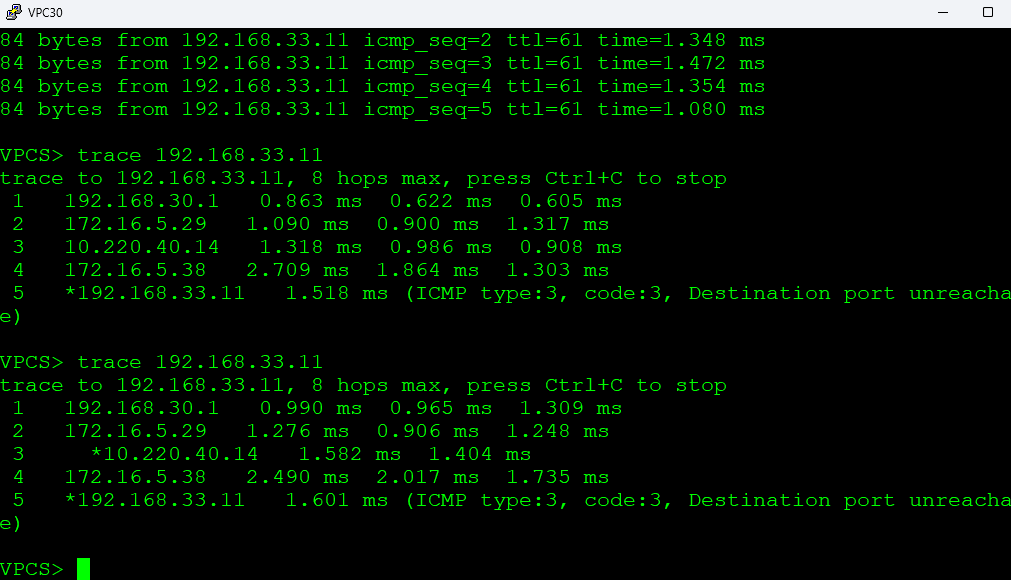 VPC30
84 bytes from 192.168.33.11 icmp_seq=2 ttl=61 time=1.348 ms
84 bytes from 192.168.33.11 icmp_seq=3 ttl=61 time=1.472 ms
84 bytes from 192.168.33.11 icmp_seq=4 ttl=61 time=1.354 ms
84 bytes from 192.168.33.11 icmp_seq=5 ttl=61 time=1.080 ms
VPCS> trace 192.168.33.11
trace to 192.168.33.11, 8 hops max, press Ctrl+C to stop
1 192.168.30.1 0.863 ms 0.622 ms 0.605 ms
2 172.16.5.29 1.090 ms 0.900 ms 1.317 ms
3 10.220.40.14 1.318 ms 0.986 ms 0.908 ms
4 172.16.5.38 2.709 ms 1.864 ms 1.303 ms
5 *192.168.33.11 1.518 ms (ICMP type:3, code:3, Destination port unreacha
e)
VPCS> trace 192.168.33.11
trace to 192.168.33.11, 8 hops max, press Ctrl+C to stop
1 192.168.30.1 0.990 ms 0.965 ms 1.309 ms
2 172.16.5.29 1.276 ms 0.906 ms 1.248 ms
3 *10.220.40.14 1.582 ms 1.404 ms
4 172.16.5.38 2.490 ms 2.017 ms 1.735 ms
5 *192.168.33.11 1.601 ms (ICMP type:3, code:3, Destination port unreacha
e)
VPCS>